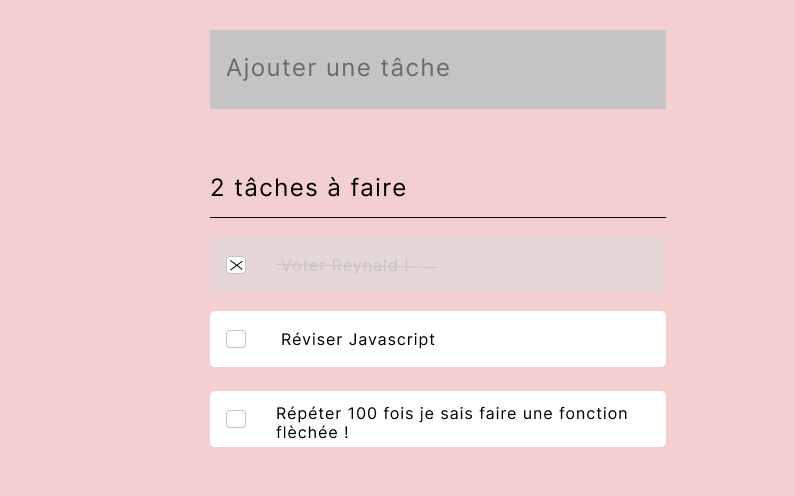 Ajouter une tâche
2 tâches à faire
Voter Reynald !
Réviser Javascript
Répéter 100 fois je sais faire une fonction
flèchée !